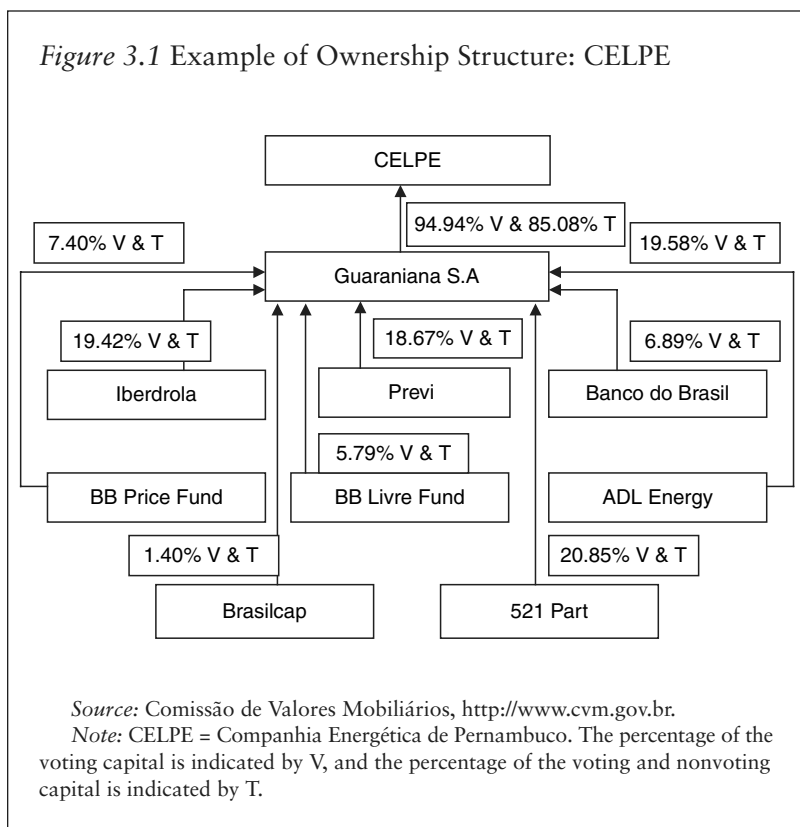 Figure 3.1 Example of Ownership Structure: CELPE
CELPE
94.94% V & 85.08% T
7.40% V & T
19.58% V & T
Guaraniana S.A
19.42% V & T
18.67% V & T
6.89% V & T
Iberdrola
Previ
Banco do Brasil
5.79% V & T
BB Price Fund
BB Livre Fund
ADL Energy
1.40% V & T
20.85% V & T
Brasilcap
521 Part
Source: Comissão de Valores Mobiliários, http://www.cvm.gov.br.
Note: CELPE = Companhia Energética de Pernambuco. The percentage of the
voting capital is indicated by V, and the percentage of the voting and nonvoting
capital is indicated by T.